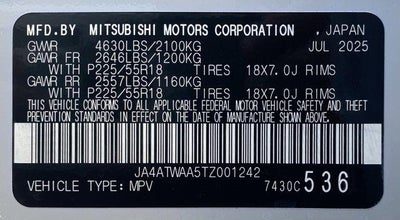 MFD.BY MITSUBISHI MOTORS CORPORATION , JAPAN
GVWR 4630LBS/2100KG JUL 2025
GAWR FR 2646LBS/1200KG
WITH P225/55R18 TIRES 18X7.0J RIMS
GAWR RR 2557LBS/1160KG
WITH P225/55R18 TIRES 18X7.0J RIMS
THIS VEHICLE CONFORMS TO ALL APPLICABLE FEDERAL MOTOR VEHICLE SAFETY AND THEFT
PREVENTION STANDARDS IN EFFECT ON THE DATE OF MANUFACTURE SHOWN ABOVE.
JA4ATWAA5TZ001242
VEHICLE TYPE: MPV 7430C 536